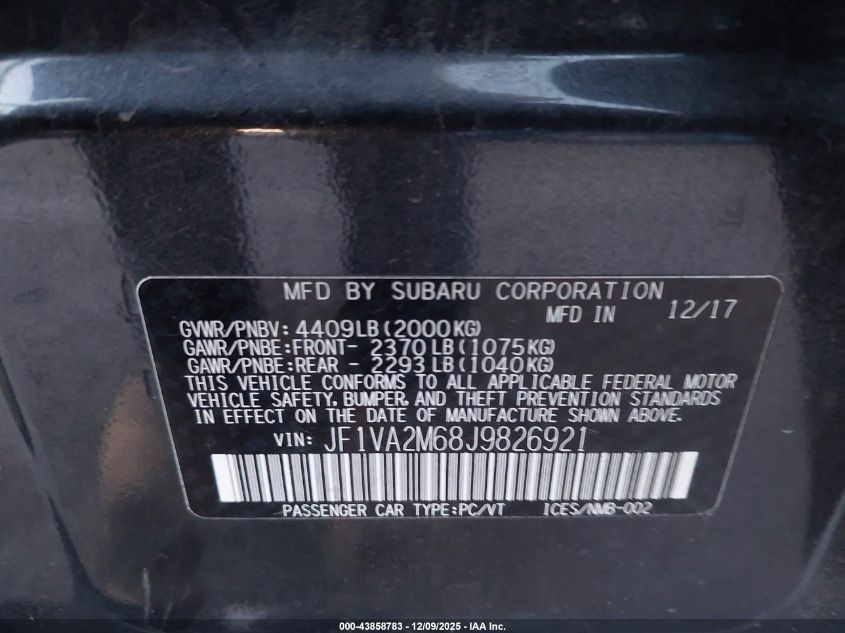 MFD BY SUBARU CORPORATION
MFD IN 12/17
GVWR/PNBV: 4409LB(2000KG)
GAWR/PNBE:FRONT- 2370LB(1075KG)
GAWR/PNBE:REAR - 2293LB(1040KG)
THIS VEHICLE CONFORMS TO ALL APPLICABLE FEDERAL MOTOR
VEHICLE SAFETY, BUMPER, AND THEFT PREVENTION STANDARDS
IN EFFECT ON THE DATE OF MANUFACTURE SHOWN ABOVE.
VIN: JF1VA2M68J9826921
PASSENGER CAR TYPE:PC/VT ICES/NMB-002
000-43858783 - 12/09/2025 - IAA Inc.